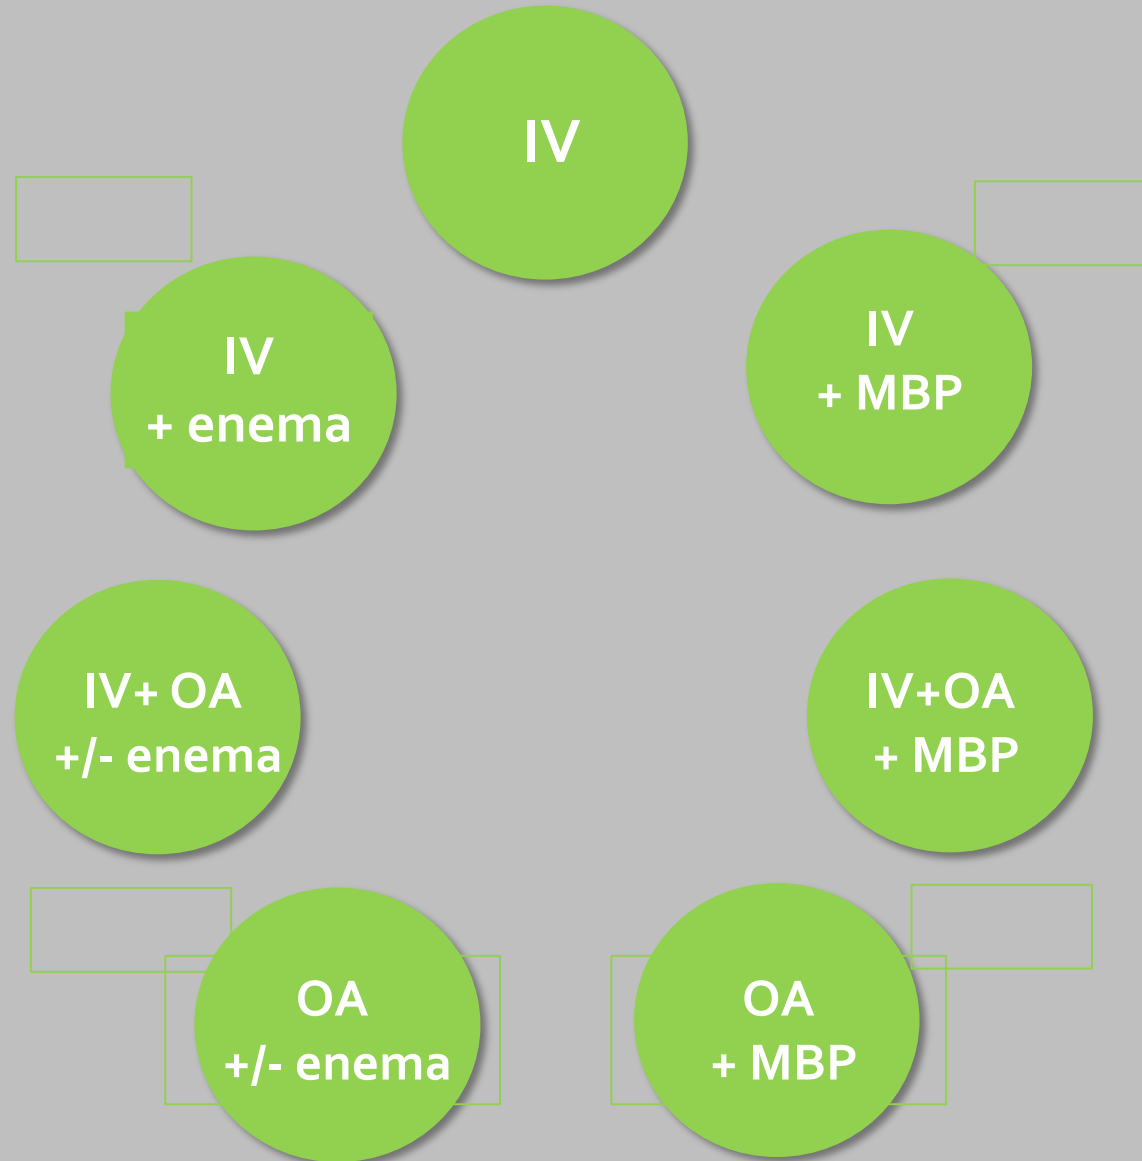 IV
IV
+ enema
IV
+ MBP
IV+ OA
+/- enema
IV+OA
+ MBP
OA
+/- enema
OA
+ MBP